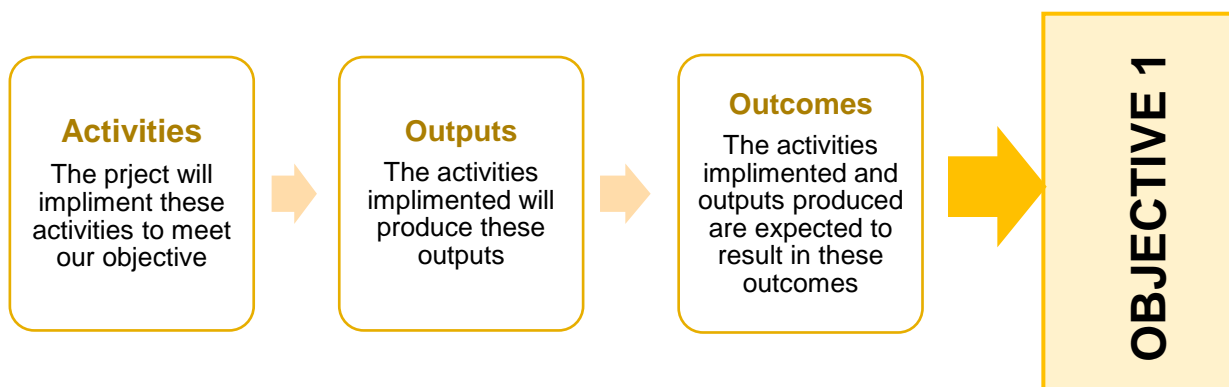 Activities
The prject will
impliment these
activities to meet
our objective
Outputs
The activities
implimented will
produce these
outputs
Outcomes
The activities
implimented and
outputs produced
are expected to
result in these
outcomes
OBJECTIVE 1